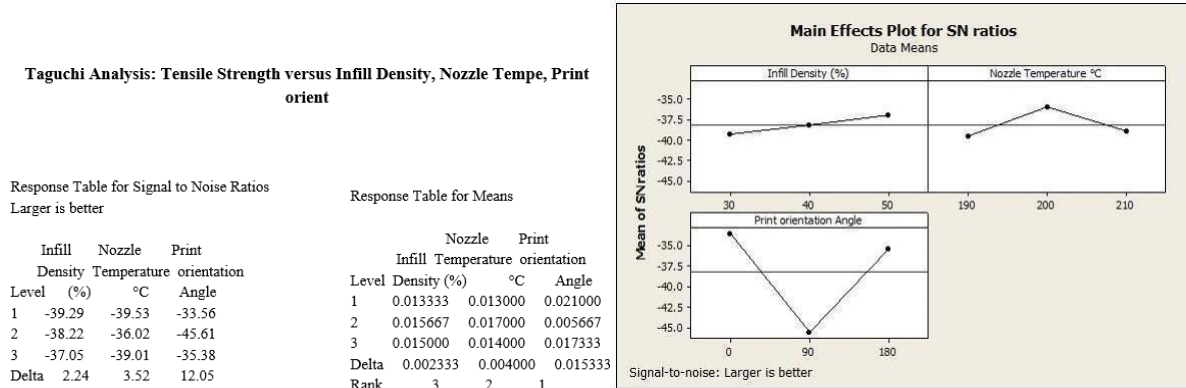 Taguchi Analysis: Tensile Strength versus Infill Density, Nozzle Tempe, Print
orient
Response Table for Signal to Noise Ratios
Larger is better
Infill Nozzle Print
Density Temperature orientation
Level (%) °C Angle
1 -39.29 -39.53 -33.56
2 -38.22 -36.02 -45.61
3 -37.05 -39.01 -35.38
Delta 2.24 3.52 12.05
Response Table for Means
Nozzle Print
Infill Temperature orientation
Level Density (%) °C Angle
1 0.013333 0.013000 0.021000
2 0.015667 0.017000 0.005667
3 0.015000 0.014000 0.017333
Delta 0.002333 0.004000 0.015333
Rank 3 2 1
Main Effects Plot for SN ratios
Data Means
Infill Density (%) Nozzle Temperature °C
-35.0
-37.5
-40.0
-42.5
-45.0
30 40 50 190 200 210
Print orientation Angle
-35.0
-37.5
-40.0
-42.5
-45.0
0 90 180
Mean of SN ratios
Signal-to-noise: Larger is better